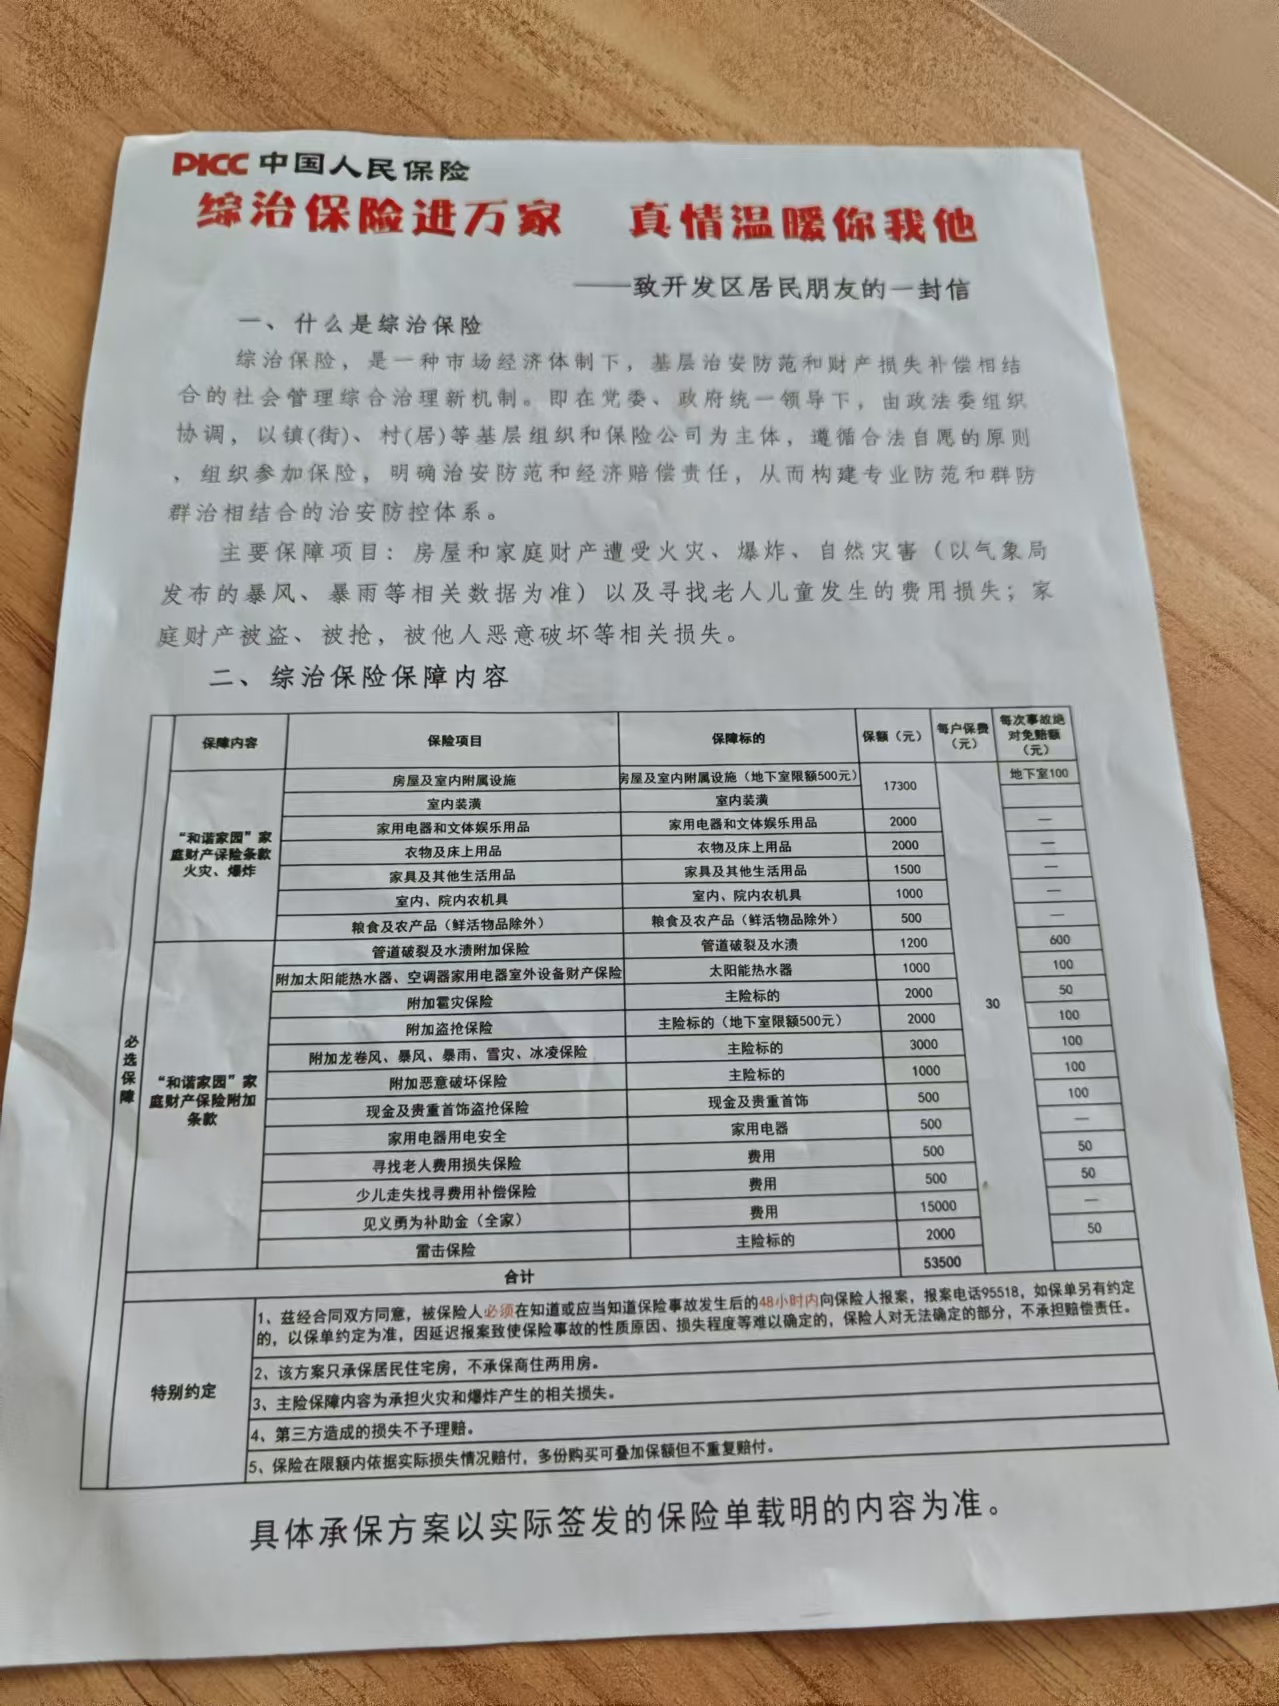 PICC 中国人民保险
综治保险进万家 真情温暖你我他
——致开发区居民朋友的一封信
一、什么是综治保险
综治保险，是一种市场经济体制下，基层治安防范和财产损失补偿相结
合的社会管理综合治理新机制。即在党委、政府统一领导下，由政法委组织
协调，以镇(街)、村(居)等基层组织和保险公司为主体，遵循合法自愿的原则
，组织参加保险，明确治安防范和经济赔偿责任，从而构建专业防范和群防
群治相结合的治安防控体系。
主要保障项目：房屋和家庭财产遭受火灾、爆炸、自然灾害（以气象局
发布的暴风、暴雨等相关数据为准）以及寻找老人儿童发生的费用损失；家
庭财产被盗、被抢，被他人恶意破坏等相关损失。
二、综治保险保障内容
保障内容 保险项目 保障标的 保额（元） 每户保费（元） 每次事故绝对免赔额（元）
必选保障
“和谐家园”家庭财产保险条款火灾、爆炸
房屋及室内附属设施 房屋及室内附属设施（地下室限额500元） 17300 地下室100
室内装潢 室内装潢
家用电器和文体娱乐用品 家用电器和文体娱乐用品 2000 —
衣物及床上用品 衣物及床上用品 2000 —
家具及其他生活用品 家具及其他生活用品 1500 —
室内、院内农机具 室内、院内农机具 1000 —
粮食及农产品（鲜活物品除外） 粮食及农产品（鲜活物品除外） 500 —
“和谐家园”家庭财产保险附加条款
管道破裂及水渍附加保险 管道破裂及水渍 1200 600
附加太阳能热水器、空调器家用电器室外设备财产保险 太阳能热水器 1000 100
附加雹灾保险 主险标的 2000 30 50
附加盗抢保险 主险标的（地下室限额500元） 2000 100
附加龙卷风、暴风、暴雨、雪灾、冰凌保险 主险标的 3000 100
附加恶意破坏保险 主险标的 1000 100
现金及贵重首饰盗抢保险 现金及贵重首饰 500 100
家用电器用电安全 家用电器 500 —
寻找老人费用损失保险 费用 500 50
少儿走失找寻费用补偿保险 费用 500 50
见义勇为补助金（全家） 费用 15000 —
雷击保险 主险标的 2000 50
合计 53500
特别约定
1、兹经合同双方同意，被保险人必须在知道或应当知道保险事故发生后的48小时内向保险人报案，报案电话95518，如保单另有约定
的，以保单约定为准，因延迟报案致使保险事故的性质原因、损失程度等难以确定的，保险人对无法确定的部分，不承担赔偿责任。
2、该方案只承保居民住宅房，不承保商住两用房。
3、主险保障内容为承担火灾和爆炸产生的相关损失。
4、第三方造成的损失不予理赔。
5、保险在限额内依据实际损失情况赔付，多份购买可叠加保额但不重复赔付。
具体承保方案以实际签发的保险单载明的内容为准。